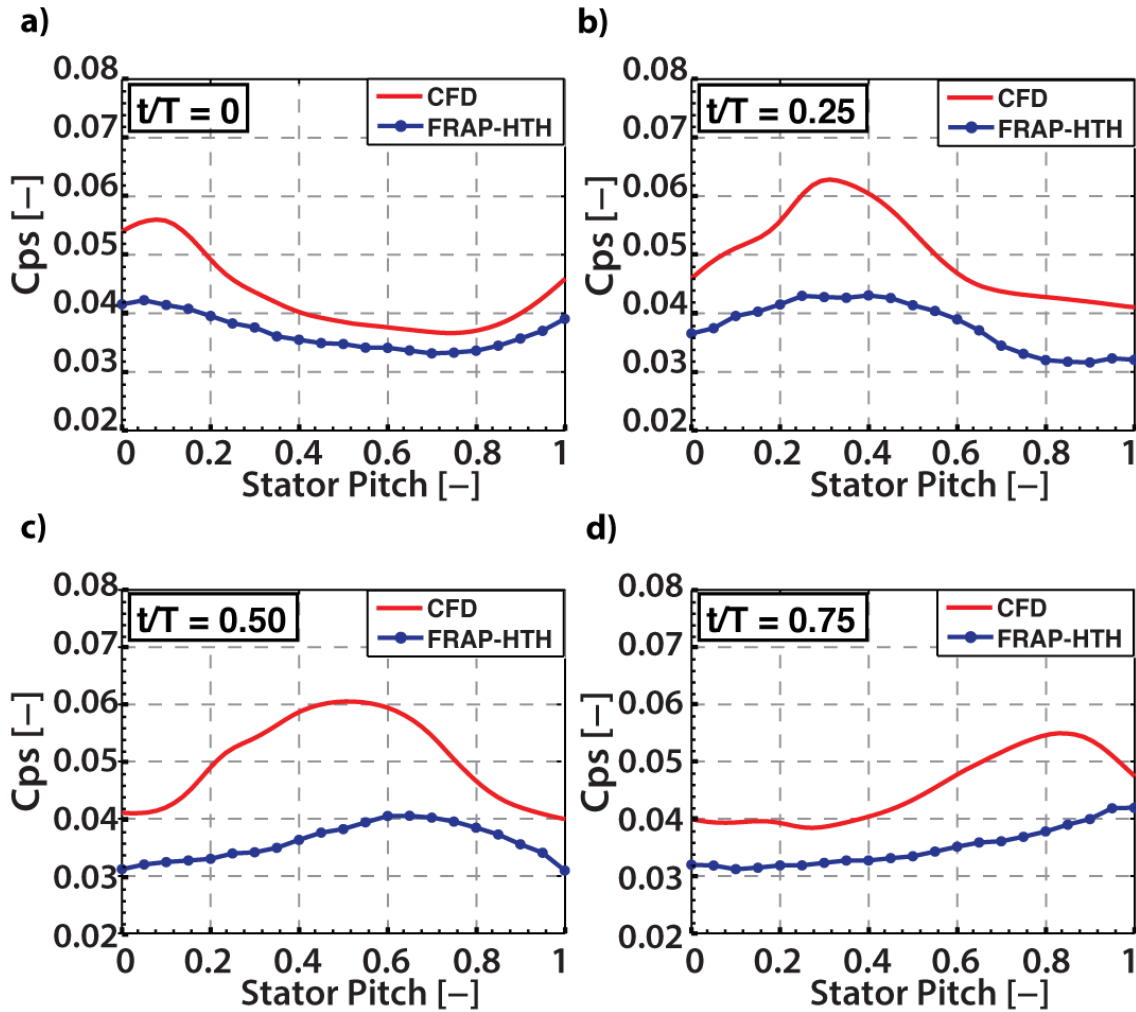 a)
t/T = 0
CFD
FRAP-HTH
Cps [–]
0.08
0.07
0.06
0.05
0.04
0.03
0.02
0 0.2 0.4 0.6 0.8 1
Stator Pitch [–]
b)
t/T = 0.25
CFD
FRAP-HTH
Cps [–]
0.08
0.07
0.06
0.05
0.04
0.03
0.02
0 0.2 0.4 0.6 0.8 1
Stator Pitch [–]
c)
t/T = 0.50
CFD
FRAP-HTH
Cps [–]
0.08
0.07
0.06
0.05
0.04
0.03
0.02
0 0.2 0.4 0.6 0.8 1
Stator Pitch [–]
d)
t/T = 0.75
CFD
FRAP-HTH
Cps [–]
0.08
0.07
0.06
0.05
0.04
0.03
0.02
0 0.2 0.4 0.6 0.8 1
Stator Pitch [–]